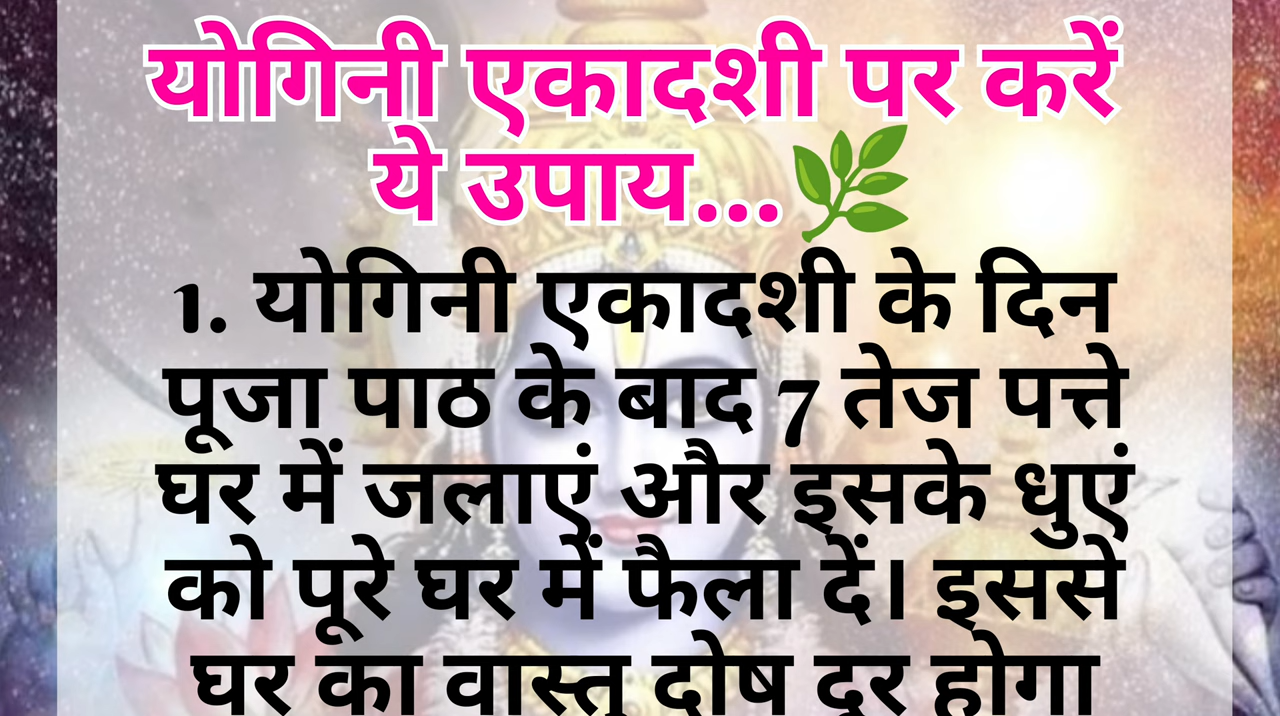 योगिनी एकादशी पर करें
ये उपाय...
1. योगिनी एकादशी के दिन
पूजा पाठ के बाद 7 तेज पत्ते
घर में जलाएं और इसके धुएं
को पूरे घर में फैला दें। इससे
घर का वास्तु दोष दूर होगा